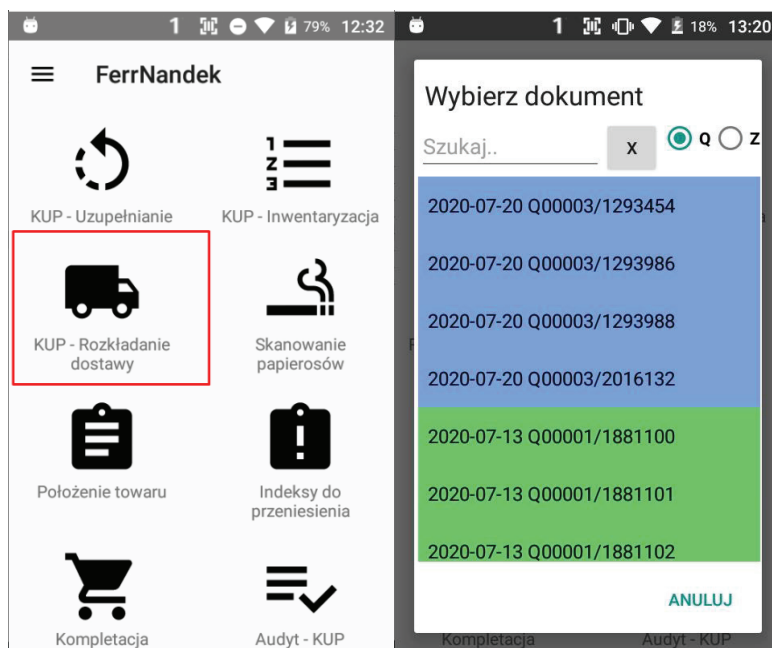 1 79% 12:32
FerrNandek
1
2
3
KUP - Uzupełnianie
KUP - Inwentaryzacja
KUP - Rozkładanie
dostawy
Skanowanie
papierosów
Położenie towaru
Indeksy do
przeniesienia
Kompletacja
Audyt - KUP
1 18% 13:20
Wybierz dokument
Szukaj..
X
Q
Z
2020-07-20 Q00003/1293454
2020-07-20 Q00003/1293986
2020-07-20 Q00003/1293988
2020-07-20 Q00003/2016132
2020-07-13 Q00001/1881100
2020-07-13 Q00001/1881101
2020-07-13 Q00001/1881102
ANULUJ
Kompletacja
Audyt - KUP